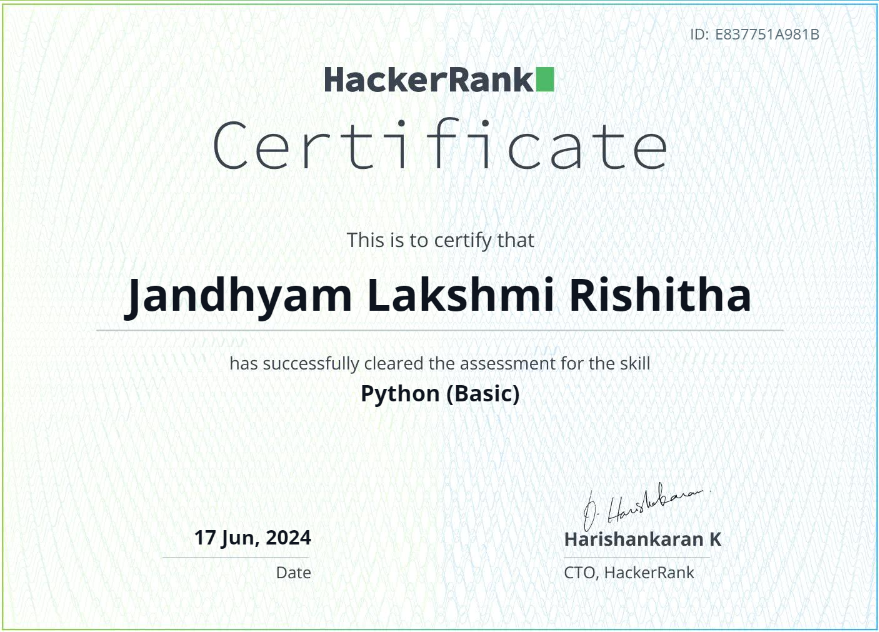 ID: E837751A981B
HackerRank
Certificate
This is to certify that
Jandhyam Lakshmi Rishitha
has successfully cleared the assessment for the skill
Python (Basic)
17 Jun, 2024
Date
Harishankaran
Harishankaran K
CTO, HackerRank